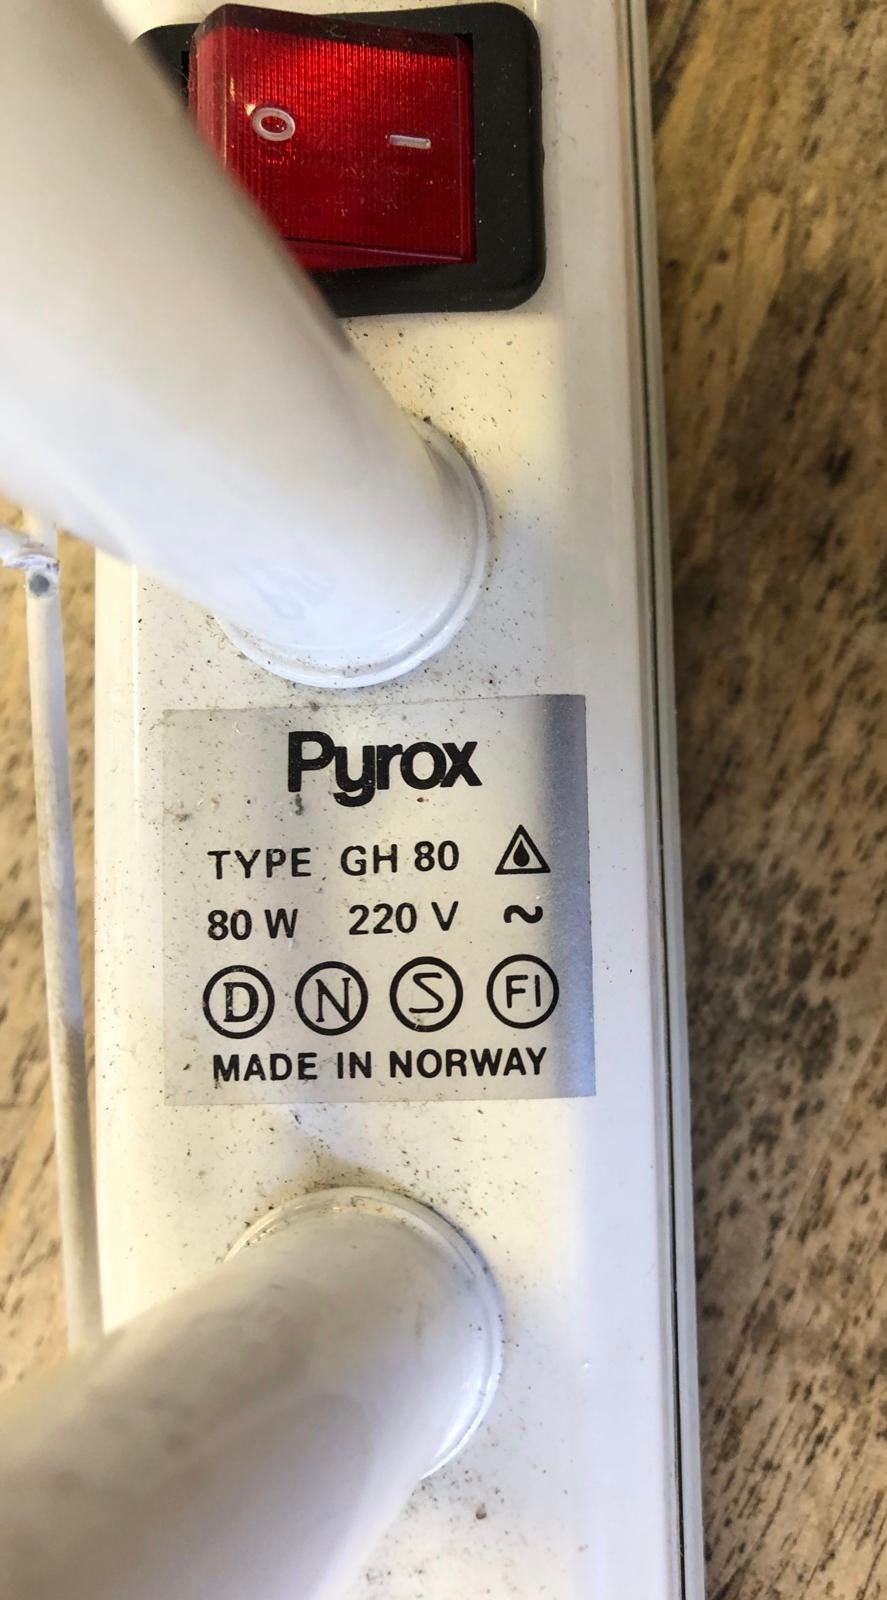 O I
Pyrox
TYPE GH 80
80 W 220 V ~
D N S FI
MADE IN NORWAY